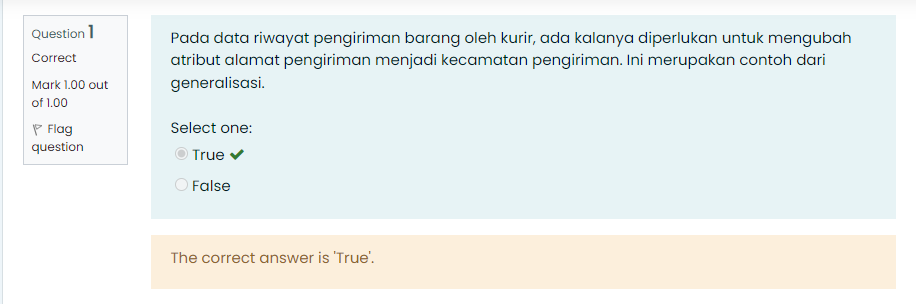 Question 1
Correct
Mark 1.00 out
of 1.00
Flag
question
Pada data riwayat pengiriman barang oleh kurir, ada kalanya diperlukan untuk mengubah
atribut alamat pengiriman menjadi kecamatan pengiriman. Ini merupakan contoh dari
generalisasi.
Select one:
True
False
The correct answer is 'True'.